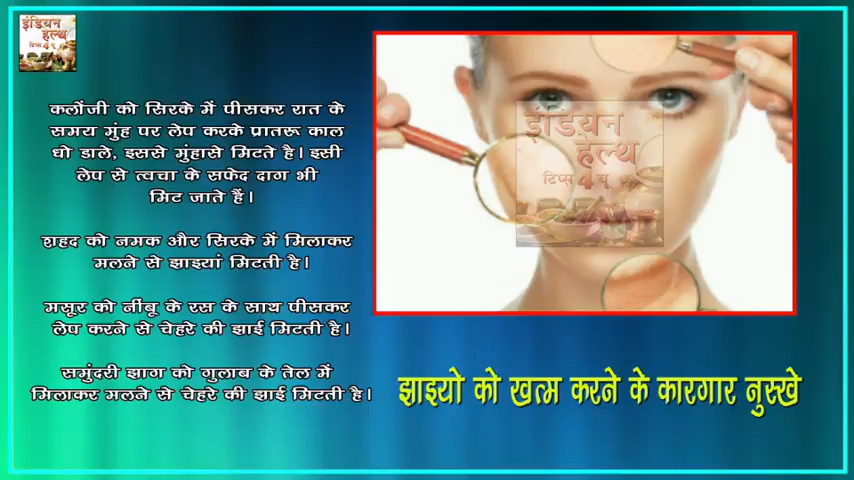 इंडियन
हेल्थ
टिप्स 4 यू
कलोंजी को सिरके में पीसकर रात के
समय मुंह पर लेप करके प्रातरू काल
धो डाले, इससे मुंहासे मिटते है। इसी
लेप से त्वचा के सफेद दाग भी
मिट जाते हैं।
शहद को नमक और सिरके में मिलाकर
मलने से झाइयां मिटती है।
मसूर को नींबू के रस के साथ पीसकर
लेप करने से चेहरे की झाई मिटती है।
समुंदरी झाग को गुलाब के तेल में
मिलाकर मलने से चेहरे की झाई मिटती है।
इंडियन
हेल्थ
टिप्स 4 यू
झाइयो को खत्म करने के कारगार नुस्खे